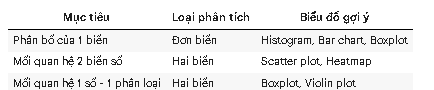 Mục tiêu Loại phân tích Biểu đồ gợi ý
Phân bố của 1 biến Đơn biến Histogram, Bar chart, Boxplot
Mối quan hệ 2 biến số Hai biến Scatter plot, Heatmap
Mối quan hệ 1 số - 1 phân loại Hai biến Boxplot, Violin plot